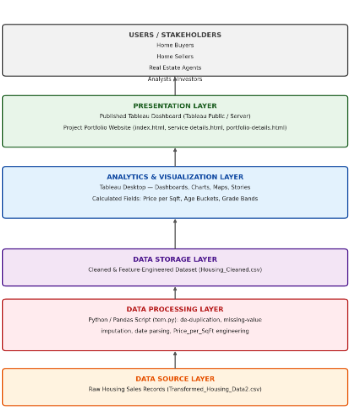 USERS / STAKEHOLDERS
Home Buyers
Home Sellers
Real Estate Agents
Analysts / Investors
PRESENTATION LAYER
Published Tableau Dashboard (Tableau Public / Server)
Project Portfolio Website (index.html, service-details.html, portfolio-details.html)
ANALYTICS & VISUALIZATION LAYER
Tableau Desktop — Dashboards, Charts, Maps, Stories
Calculated Fields: Price per Sqft, Age Buckets, Grade Bands
DATA STORAGE LAYER
Cleaned & Feature Engineered Dataset (Housing_Cleaned.csv)
DATA PROCESSING LAYER
Python / Pandas Script (tom.py): de-duplication, missing-value
imputation, date parsing, Price_per_SqFt engineering
DATA SOURCE LAYER
Raw Housing Sales Records (Transformed_Housing_Data2.csv)